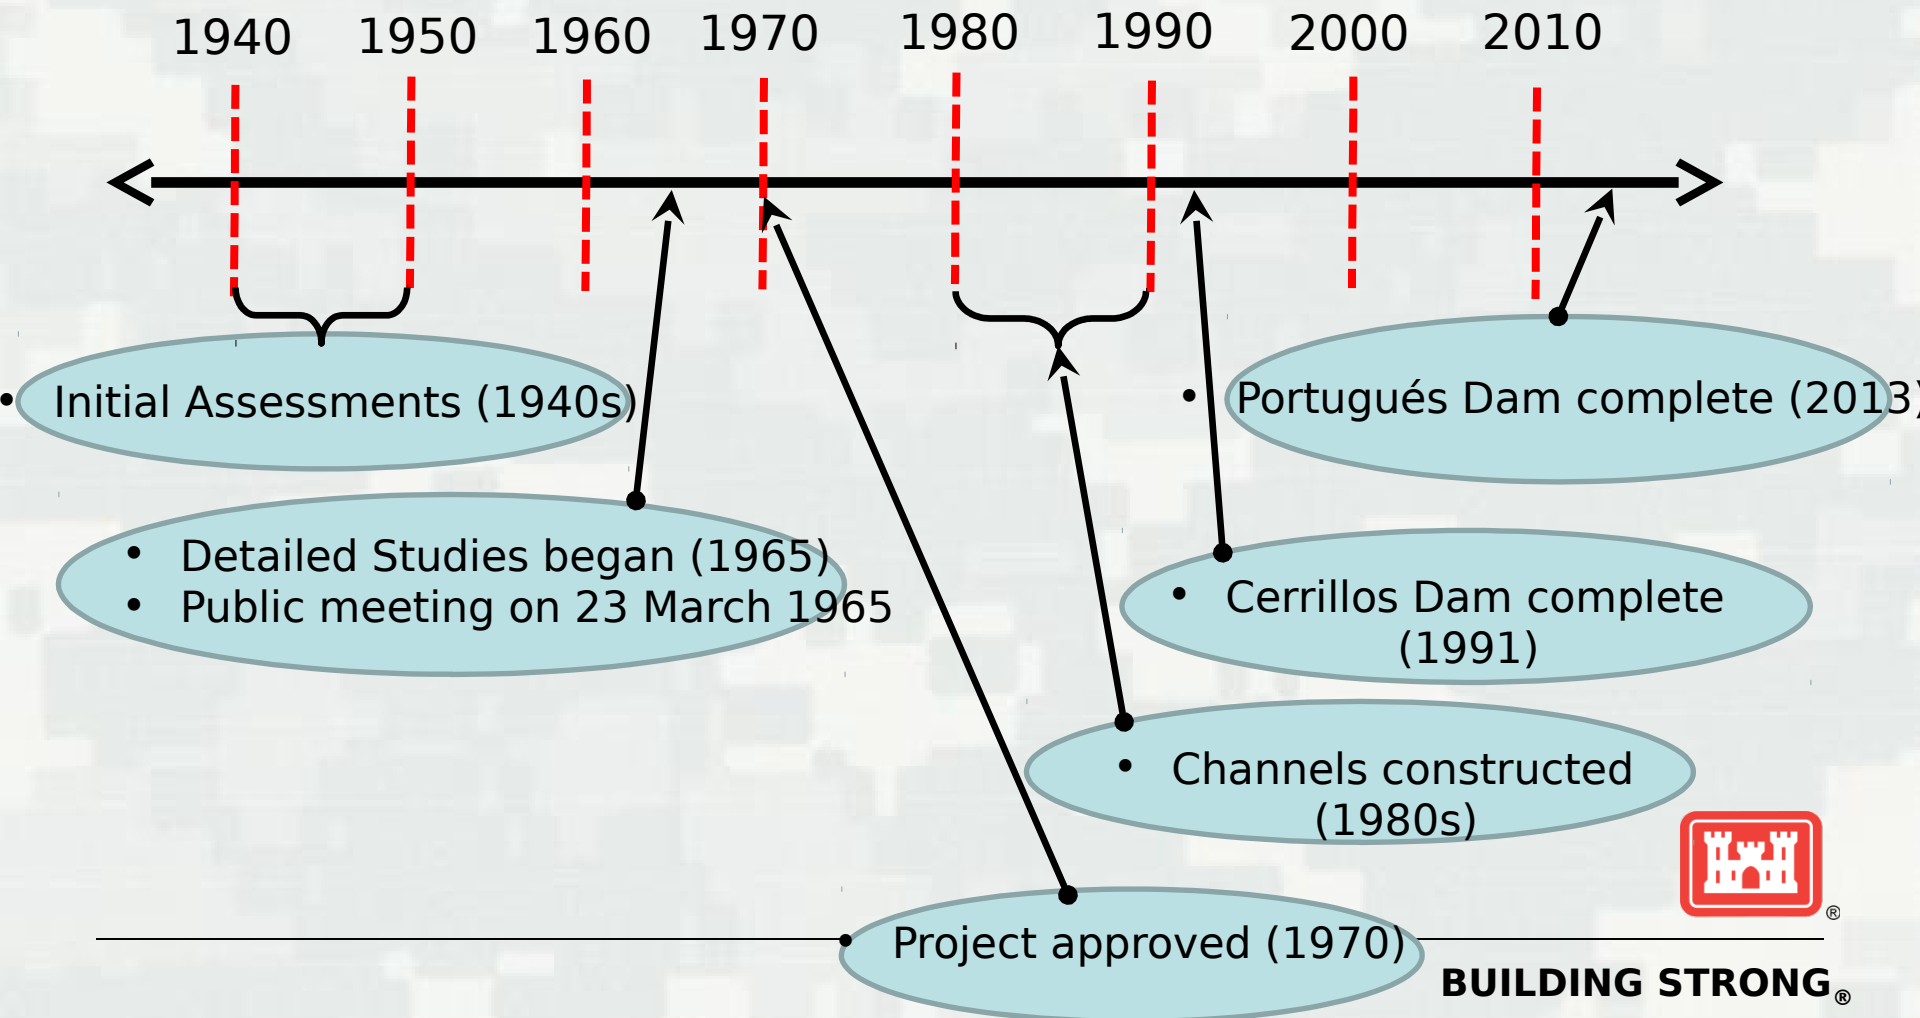 1940 1950 1960 1970 1980 1990 2000 2010
• Initial Assessments (1940s)
• Portugués Dam complete (2013)
• Detailed Studies began (1965)
• Public meeting on 23 March 1965
• Cerrillos Dam complete
(1991)
• Channels constructed
(1980s)
• Project approved (1970)
®
BUILDING STRONG®